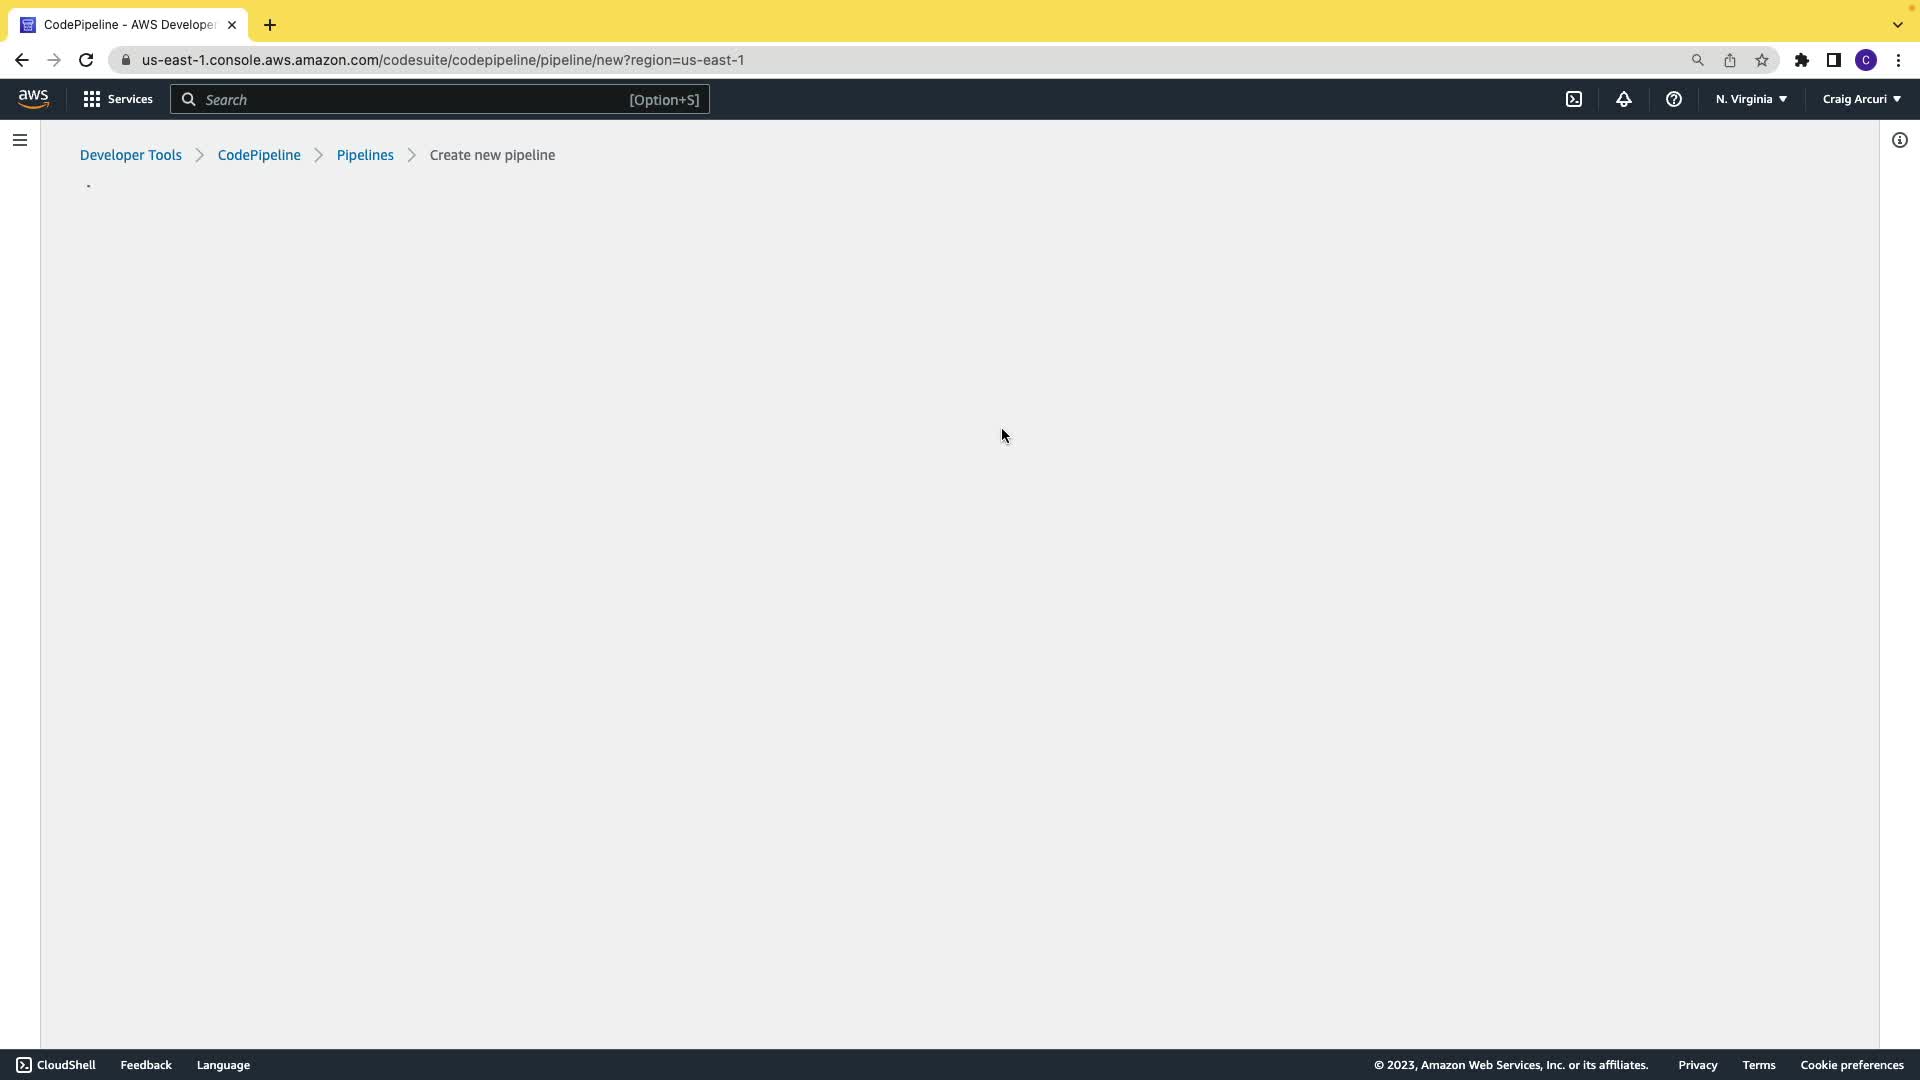 CodePipeline - AWS Developer
us-east-1.console.aws.amazon.com/codesuite/codepipeline/pipeline/new?region=us-east-1
C
aws
Services
Search
[Option+S]
N. Virginia
Craig Arcuri
Developer Tools
CodePipeline
Pipelines
Create new pipeline
CloudShell
Feedback
Language
© 2023, Amazon Web Services, Inc. or its affiliates.
Privacy
Terms
Cookie preferences